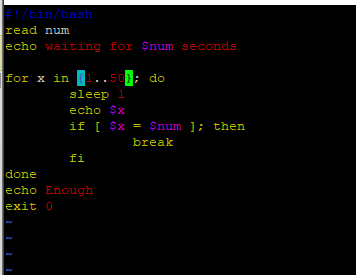 #!/bin/bash
read num
echo waiting for $num seconds

for x in {1..50}; do
        sleep 1
        echo $x
        if [ $x = $num ]; then
                break
        fi
done
echo Enough
exit 0
~
~
~
~